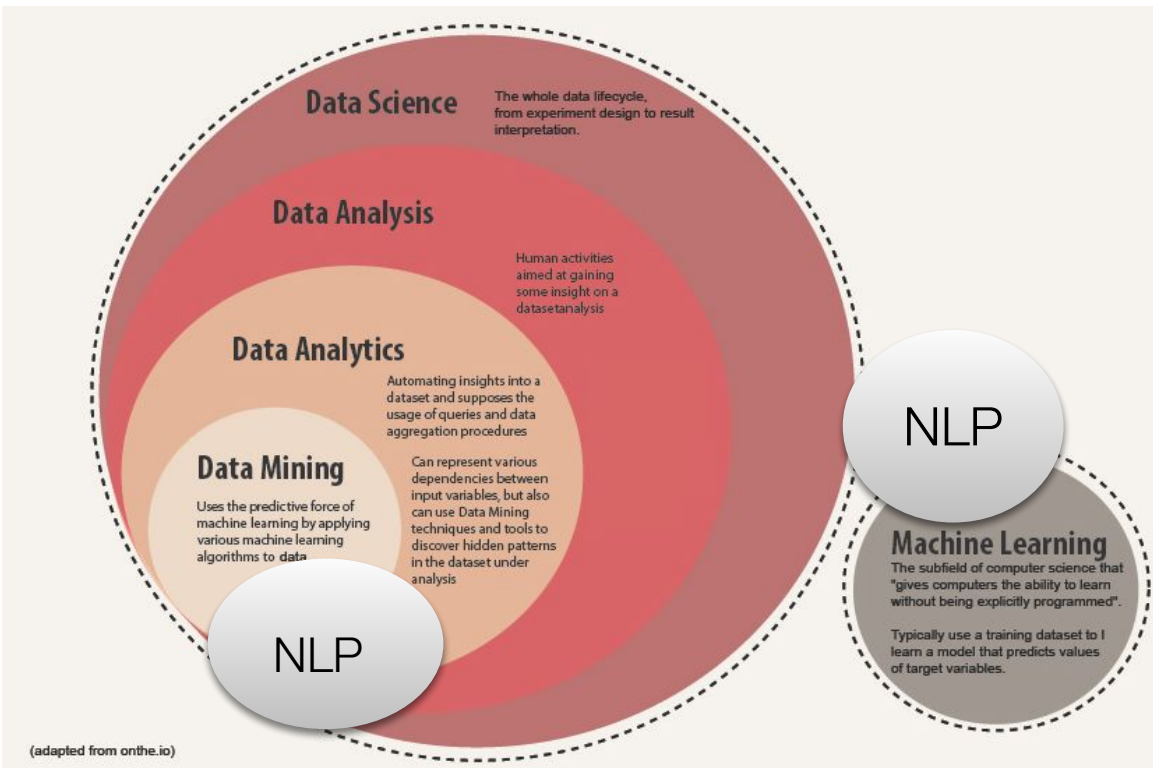 Data Science
The whole data lifecycle,
from experiment design to result
interpretation.
Data Analysis
Human activities
aimed at gaining
some insight on a
datasetanalysis
Data Analytics
Automating insights into a
dataset and supposes the
usage of queries and data
aggregation procedures
Can represent various
dependencies between
input variables, but also
can use Data Mining
techniques and tools to
discover hidden patterns
in the dataset under
analysis
Data Mining
Uses the predictive force of
machine learning by applying
various machine learning
algorithms to data
NLP
NLP
Machine Learning
The subfield of computer science that
"gives computers the ability to learn
without being explicitly programmed".
Typically use a training dataset to l
learn a model that predicts values
of target variables.
(adapted from onthe.io)